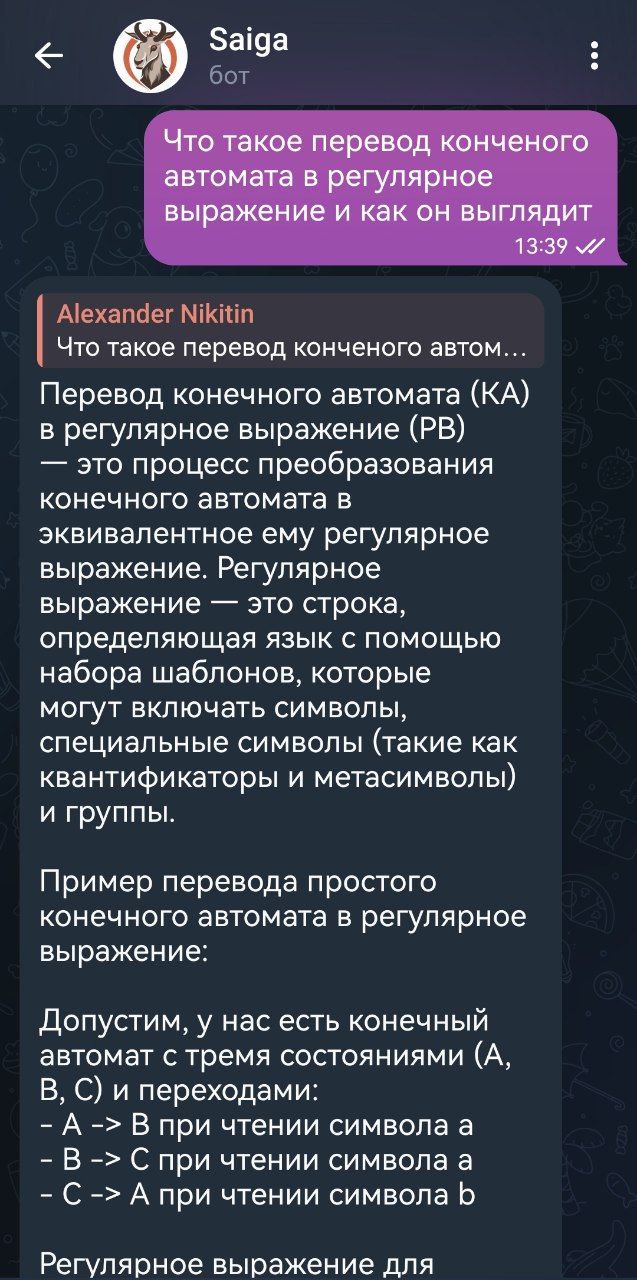 Saiga
бот
Что такое перевод конченого
автомата в регулярное
выражение и как он выглядит
13:39
Alexander Nikitin
Что такое перевод конченого автом...
Перевод конечного автомата (КА)
в регулярное выражение (РВ)
— это процесс преобразования
конечного автомата в
эквивалентное ему регулярное
выражение. Регулярное
выражение — это строка,
определяющая язык с помощью
набора шаблонов, которые
могут включать символы,
специальные символы (такие как
квантификаторы и метасимволы)
и группы.
Пример перевода простого
конечного автомата в регулярное
выражение:
Допустим, у нас есть конечный
автомат с тремя состояниями (A,
B, C) и переходами:
- A -> B при чтении символа a
- B -> C при чтении символа a
- C -> A при чтении символа b
Регулярное выражение для